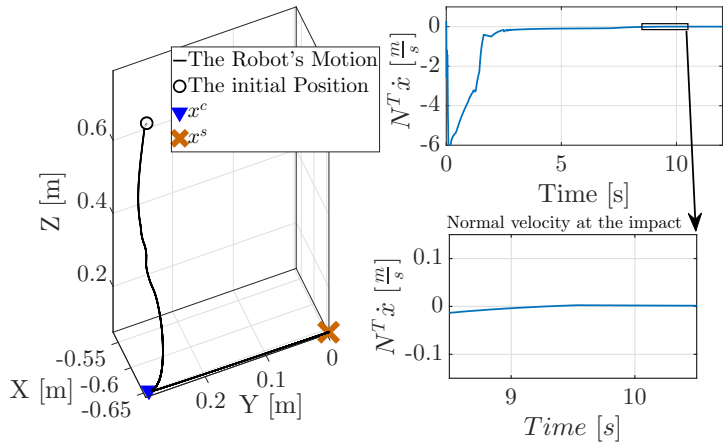 The Robot's Motion
The initial Position
x^c
x^s
Z [m]
0.6
0.4
0.2
X [m]
-0.55
-0.6
-0.65
Y [m]
0.2
0.1
0
N^T ẋ [m/s]
0
-2
-4
-6
0 5 10
Time [s]
Normal velocity at the impact
N^T ẋ [m/s]
0.1
0
-0.1
9 10
Time [s]